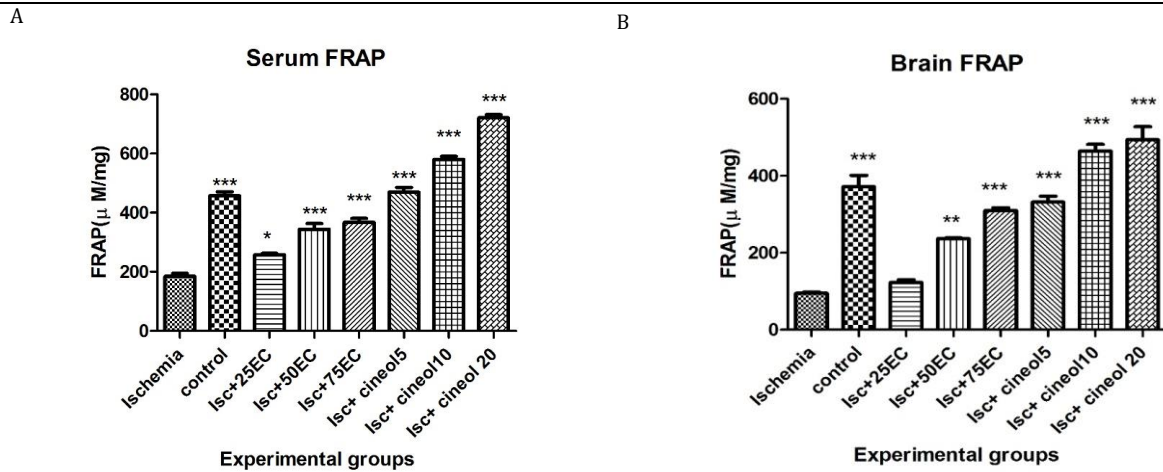 A
Serum FRAP
FRAP(μ M/mg)
800
600
400
200
0
***
*
***
***
***
***
***
Ischemia
control
Isc+25EC
Isc+50EC
Isc+75EC
Isc+ cineol5
Isc+ cineol10
Isc+ cineol 20
Experimental groups
B
Brain FRAP
FRAP(μ M/mg)
600
400
200
0
***
**
***
***
***
***
Ischemia
control
Isc+25EC
Isc+50EC
Isc+75EC
Isc+ cineol5
Isc+ cineol10
Isc+ cineol 20
Experimental groups